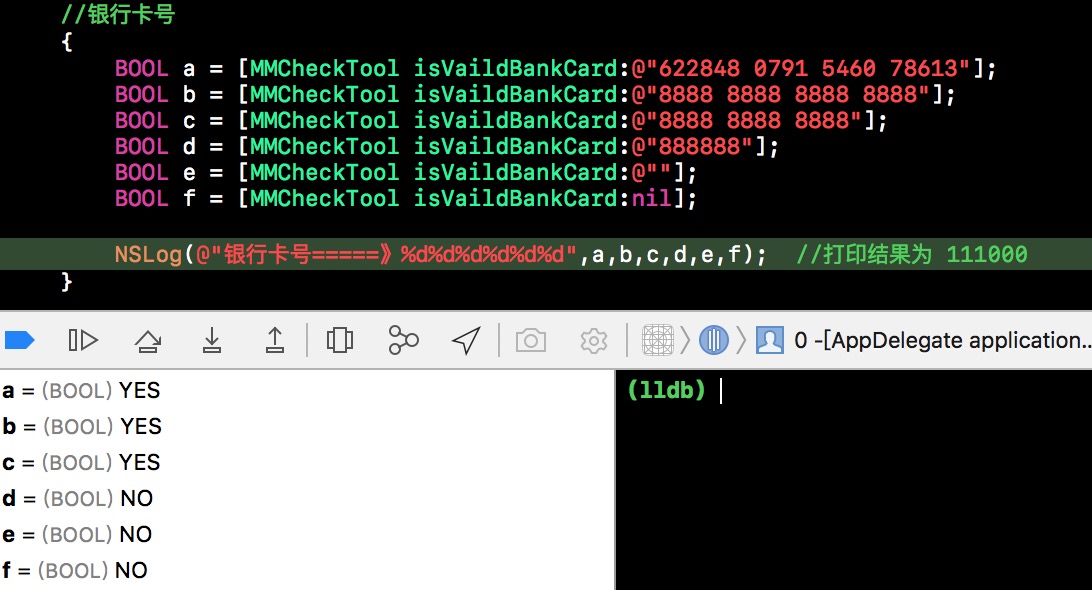 //银行卡号
{
BOOL a = [MMCheckTool isVaildBankCard:@"622848 0791 5460 78613"];
BOOL b = [MMCheckTool isVaildBankCard:@"8888 8888 8888 8888"];
BOOL c = [MMCheckTool isVaildBankCard:@"8888 8888 8888"];
BOOL d = [MMCheckTool isVaildBankCard:@"888888"];
BOOL e = [MMCheckTool isVaildBankCard:@""];
BOOL f = [MMCheckTool isVaildBankCard:nil];
NSLog(@"银行卡号=====》%d%d%d%d%d%d",a,b,c,d,e,f); //打印结果为 111000
}
0 -[AppDelegate application..
a = (BOOL) YES
b = (BOOL) YES
c = (BOOL) YES
d = (BOOL) NO
e = (BOOL) NO
f = (BOOL) NO
(lldb)